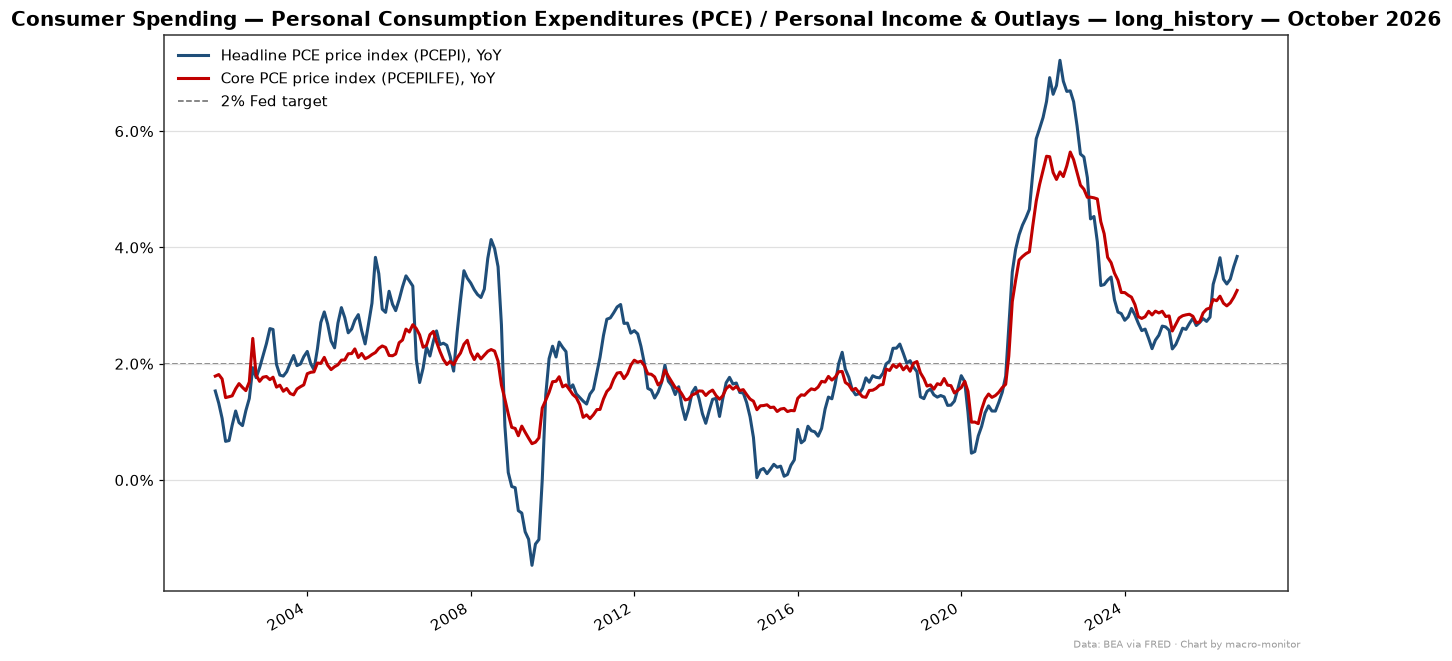 Consumer Spending — Personal Consumption Expenditures (PCE) / Personal Income & Outlays — long_history — October 2026
Headline PCE price index (PCEPI), YoY
Core PCE price index (PCEPILFE), YoY
2% Fed target
6.0%
4.0%
2.0%
0.0%
2004
2008
2012
2016
2020
2024
Data: BEA via FRED · Chart by macro-monitor